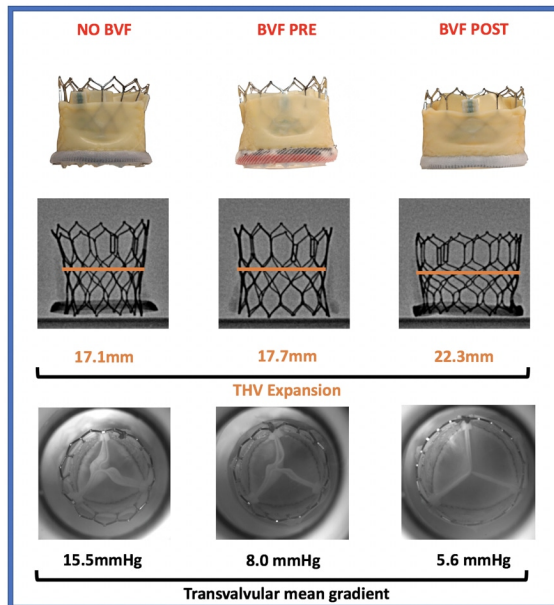 NO BVF BVF PRE BVF POST
17.1mm 17.7mm 22.3mm
THV Expansion
15.5mmHg 8.0 mmHg 5.6 mmHg
Transvalvular mean gradient